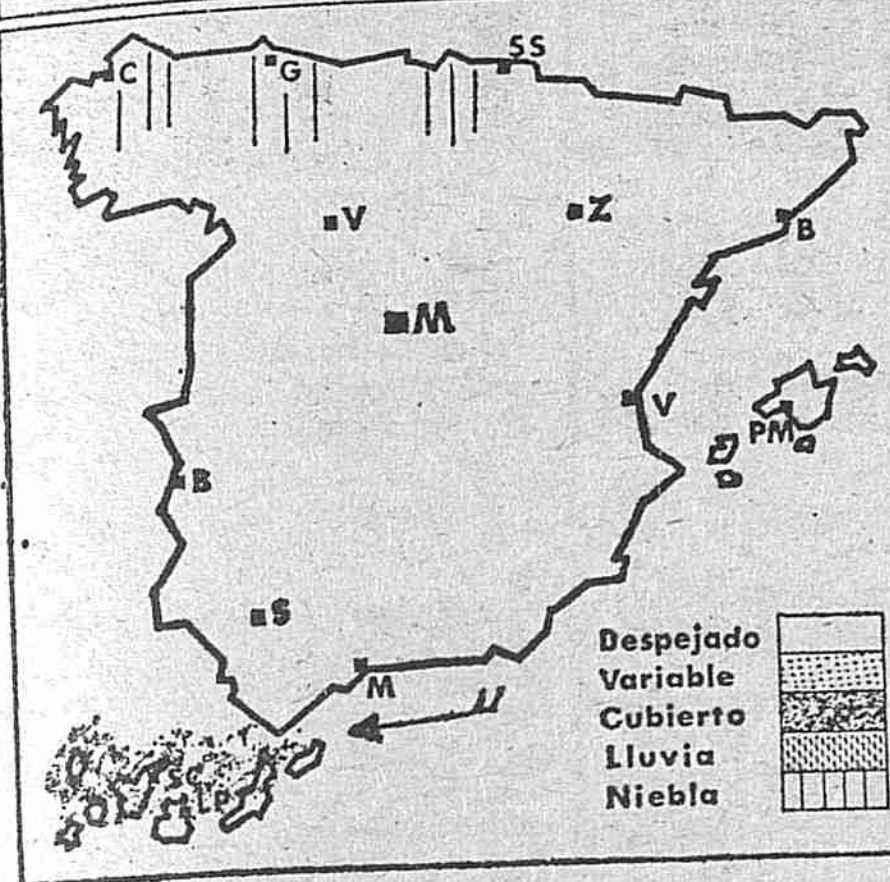 SS
C
G
V
Z
B
M
V
PM
B
S
M
SC
LP
Despejado
Variable
Cubierto
Lluvia
Niebla